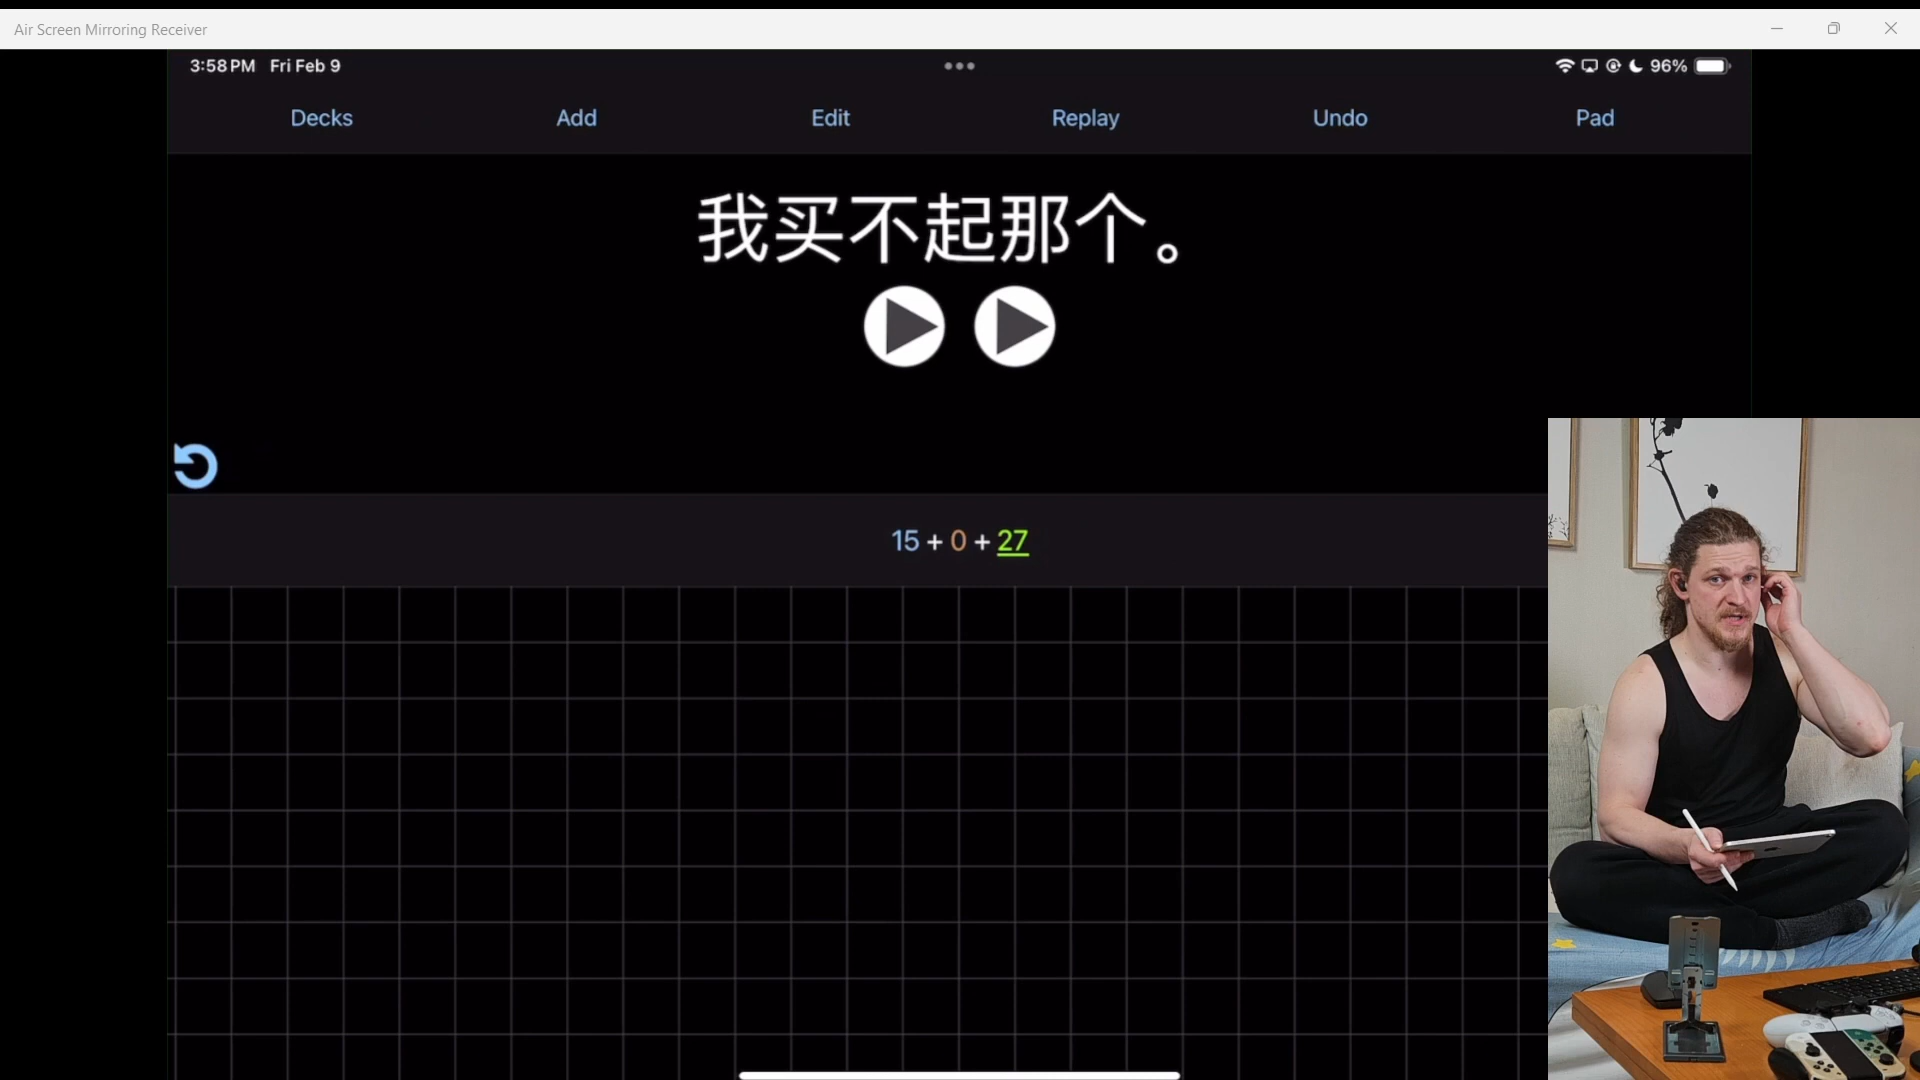 Air Screen Mirroring Receiver
3:58 PM Fri Feb 9
96%
Decks Add Edit Replay Undo Pad
我买不起那个。
15 + 0 + 27